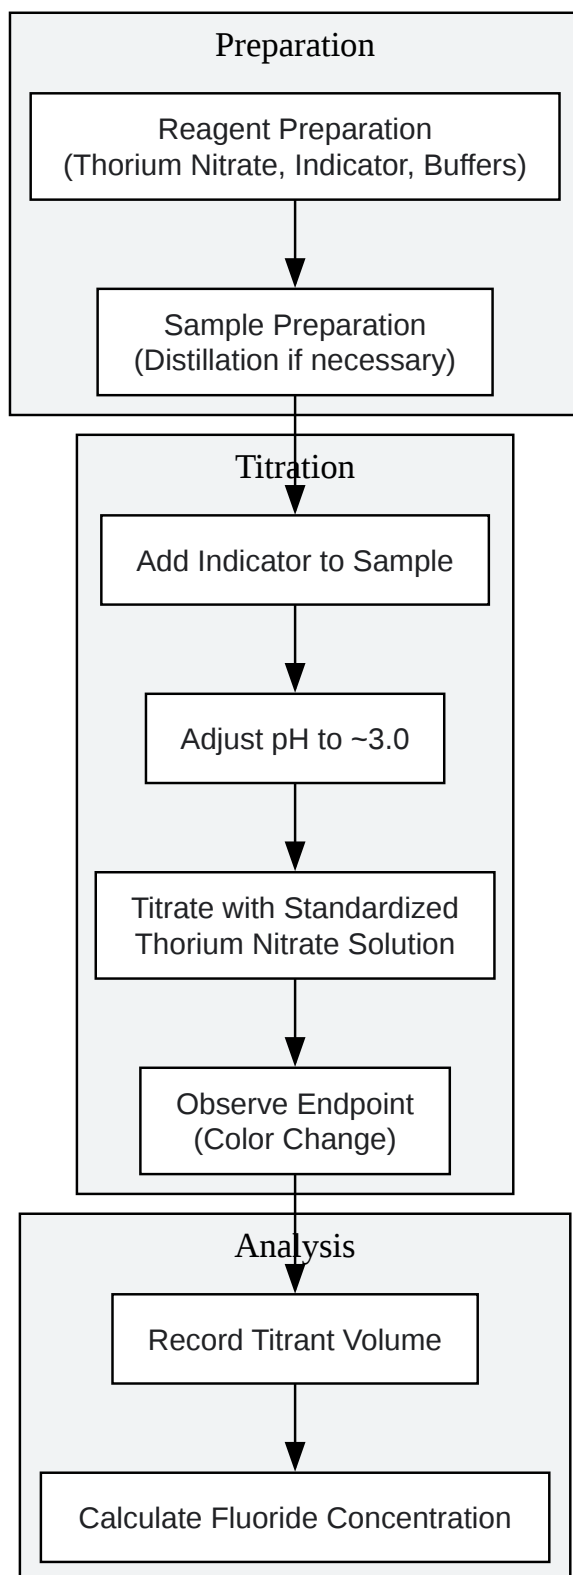 Preparation
Reagent Preparation
(Thorium Nitrate, Indicator, Buffers)
Sample Preparation
(Distillation if necessary)
Titration
Add Indicator to Sample
Adjust pH to ~3.0
Titrate with Standardized
Thorium Nitrate Solution
Observe Endpoint
(Color Change)
Analysis
Record Titrant Volume
Calculate Fluoride Concentration